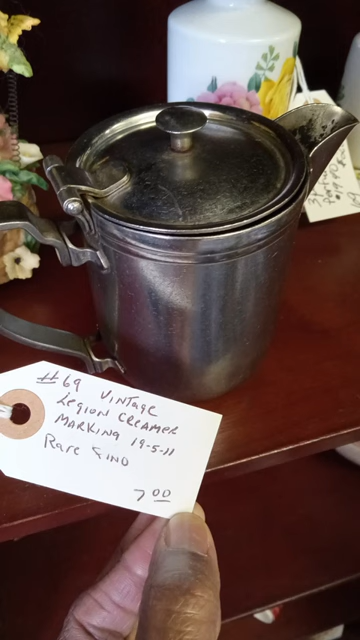 #69 VINTAGE
LEGION CREAMER
MARKING 19-5-11
RARE FIND
7 00